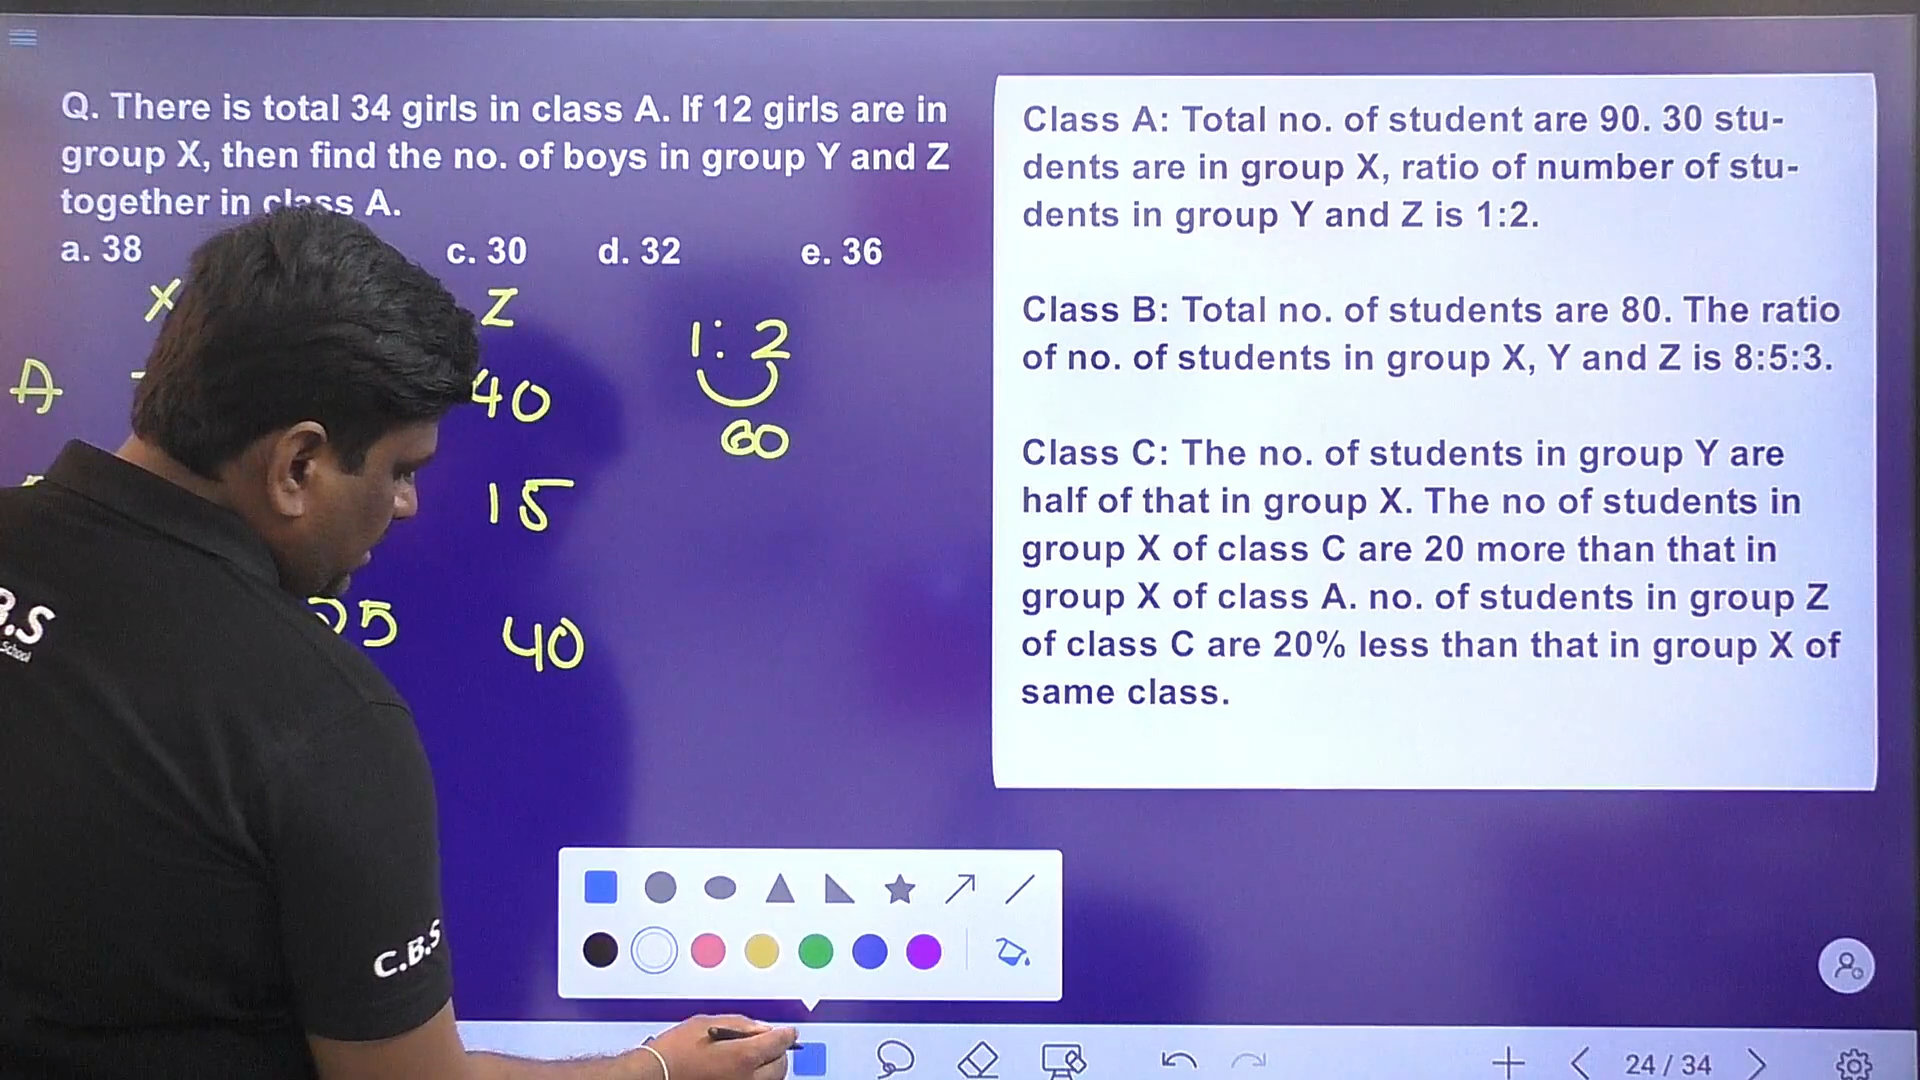 Q. There is total 34 girls in class A. If 12 girls are in
group X, then find the no. of boys in group Y and Z
together in class A.
a. 38 c. 30 d. 32 e. 36
X Z
A 40
1:2
60
15
25 40
Class A: Total no. of student are 90. 30 stu-
dents are in group X, ratio of number of stu-
dents in group Y and Z is 1:2.
Class B: Total no. of students are 80. The ratio
of no. of students in group X, Y and Z is 8:5:3.
Class C: The no. of students in group Y are
half of that in group X. The no of students in
group X of class C are 20 more than that in
group X of class A. no. of students in group Z
of class C are 20% less than that in group X of
same class.
B.S
School
C.B.S
24 / 34